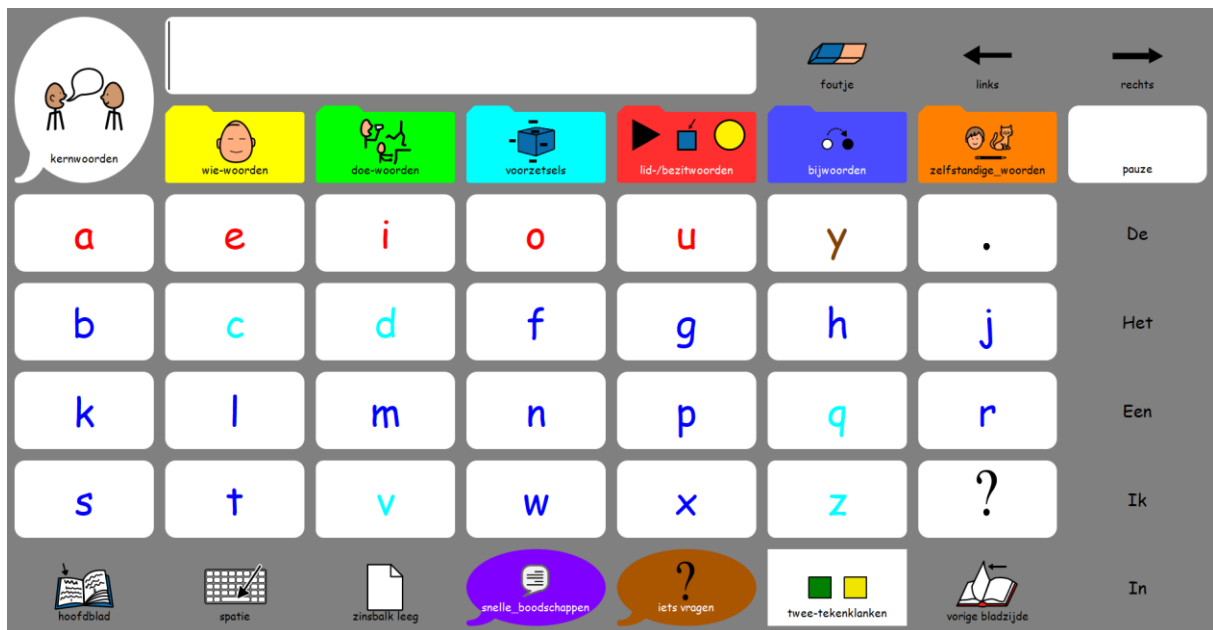 foutje
links
rechts
kernwoorden
wie-woorden
doe-woorden
voorzetsels
lid-/bezitwoorden
bijwoorden
zelfstandige_woorden
pauze
a e i o u y . De
b c d f g h j Het
k l m n p q r Een
s t v w x z ? Ik
hoofdblad
spatie
zinsbalk leeg
snelle_boodschappen
?
iets vragen
twee-tekenklanken
vorige bladzijde
In